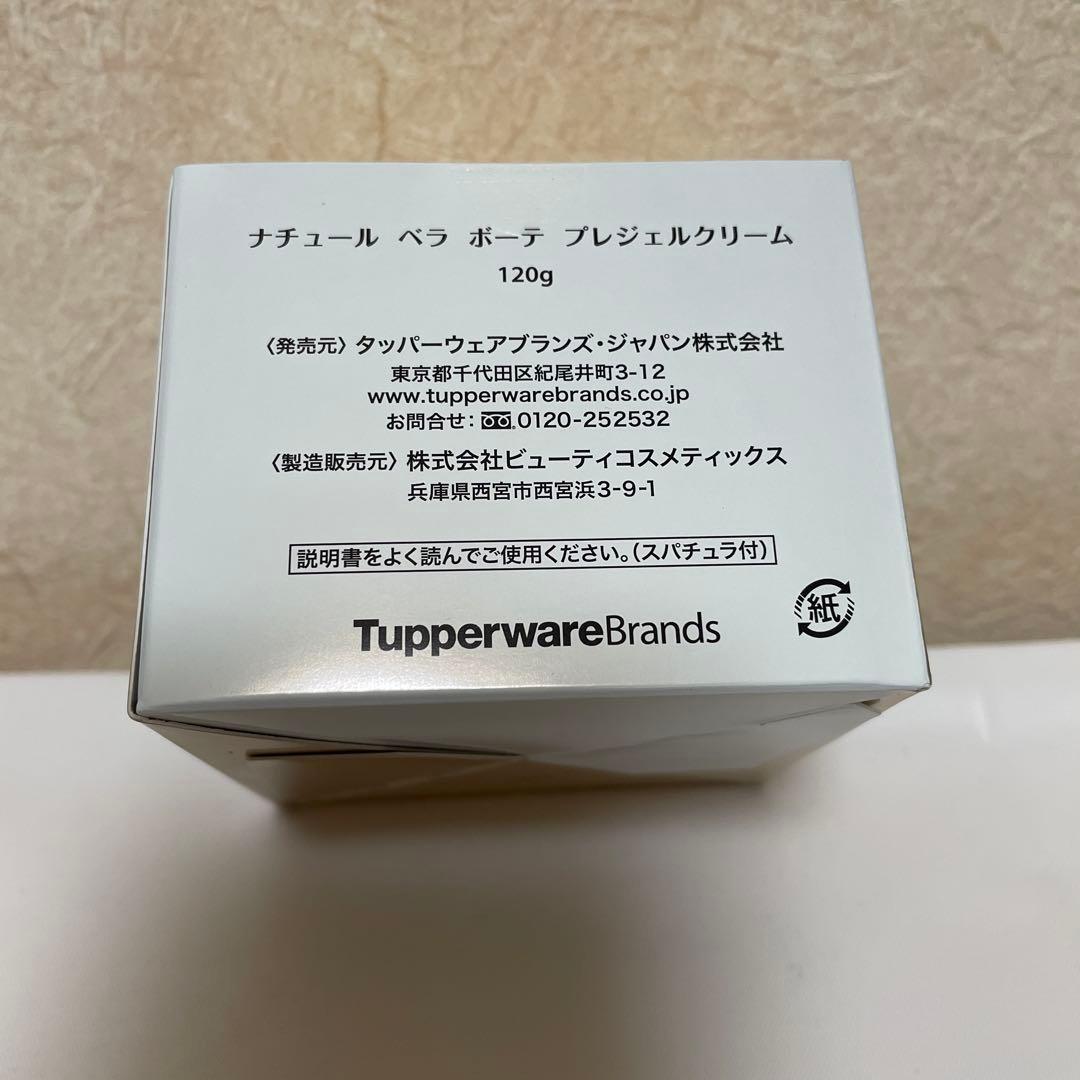 ナチュール ベラ ボーテ プレジェルクリーム
120g
〈発売元〉タッパーウェアブランズ・ジャパン株式会社
東京都千代田区紀尾井町3-12
www.tupperwarebrands.co.jp
お問合せ：0120-252532
〈製造販売元〉株式会社ビューティコスメティックス
兵庫県西宮市西宮浜3-9-1
説明書をよく読んでご使用ください。(スパチュラ付)
紙
TupperwareBrands